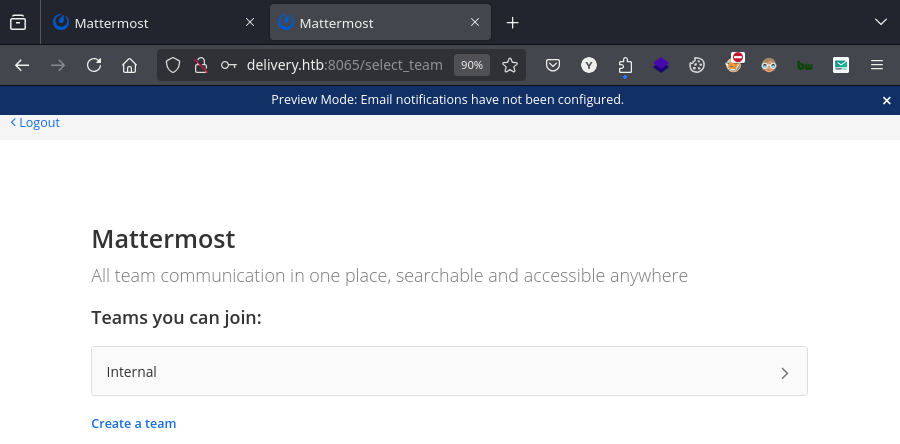 Mattermost
Mattermost
delivery.htb:8065/select_team
90%
Y
bw
Preview Mode: Email notifications have not been configured.
Logout
Mattermost
All team communication in one place, searchable and accessible anywhere
Teams you can join:
Internal
Create a team